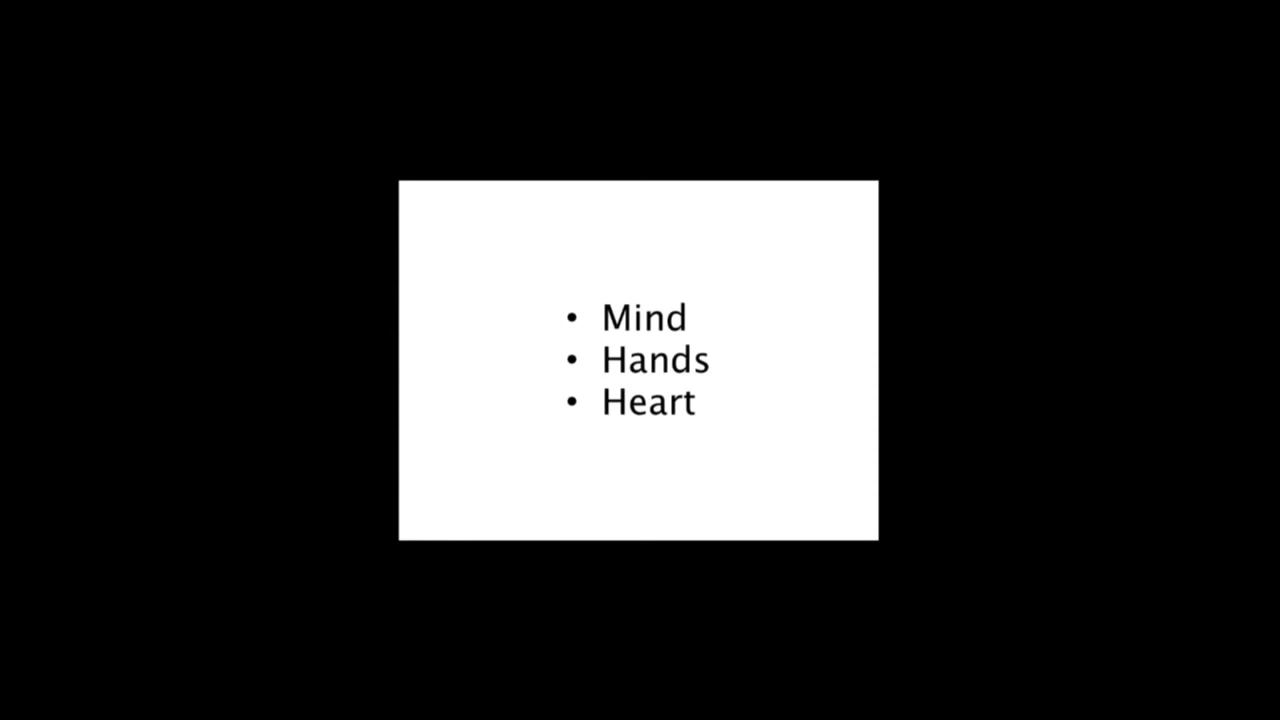 • Mind
• Hands
• Heart